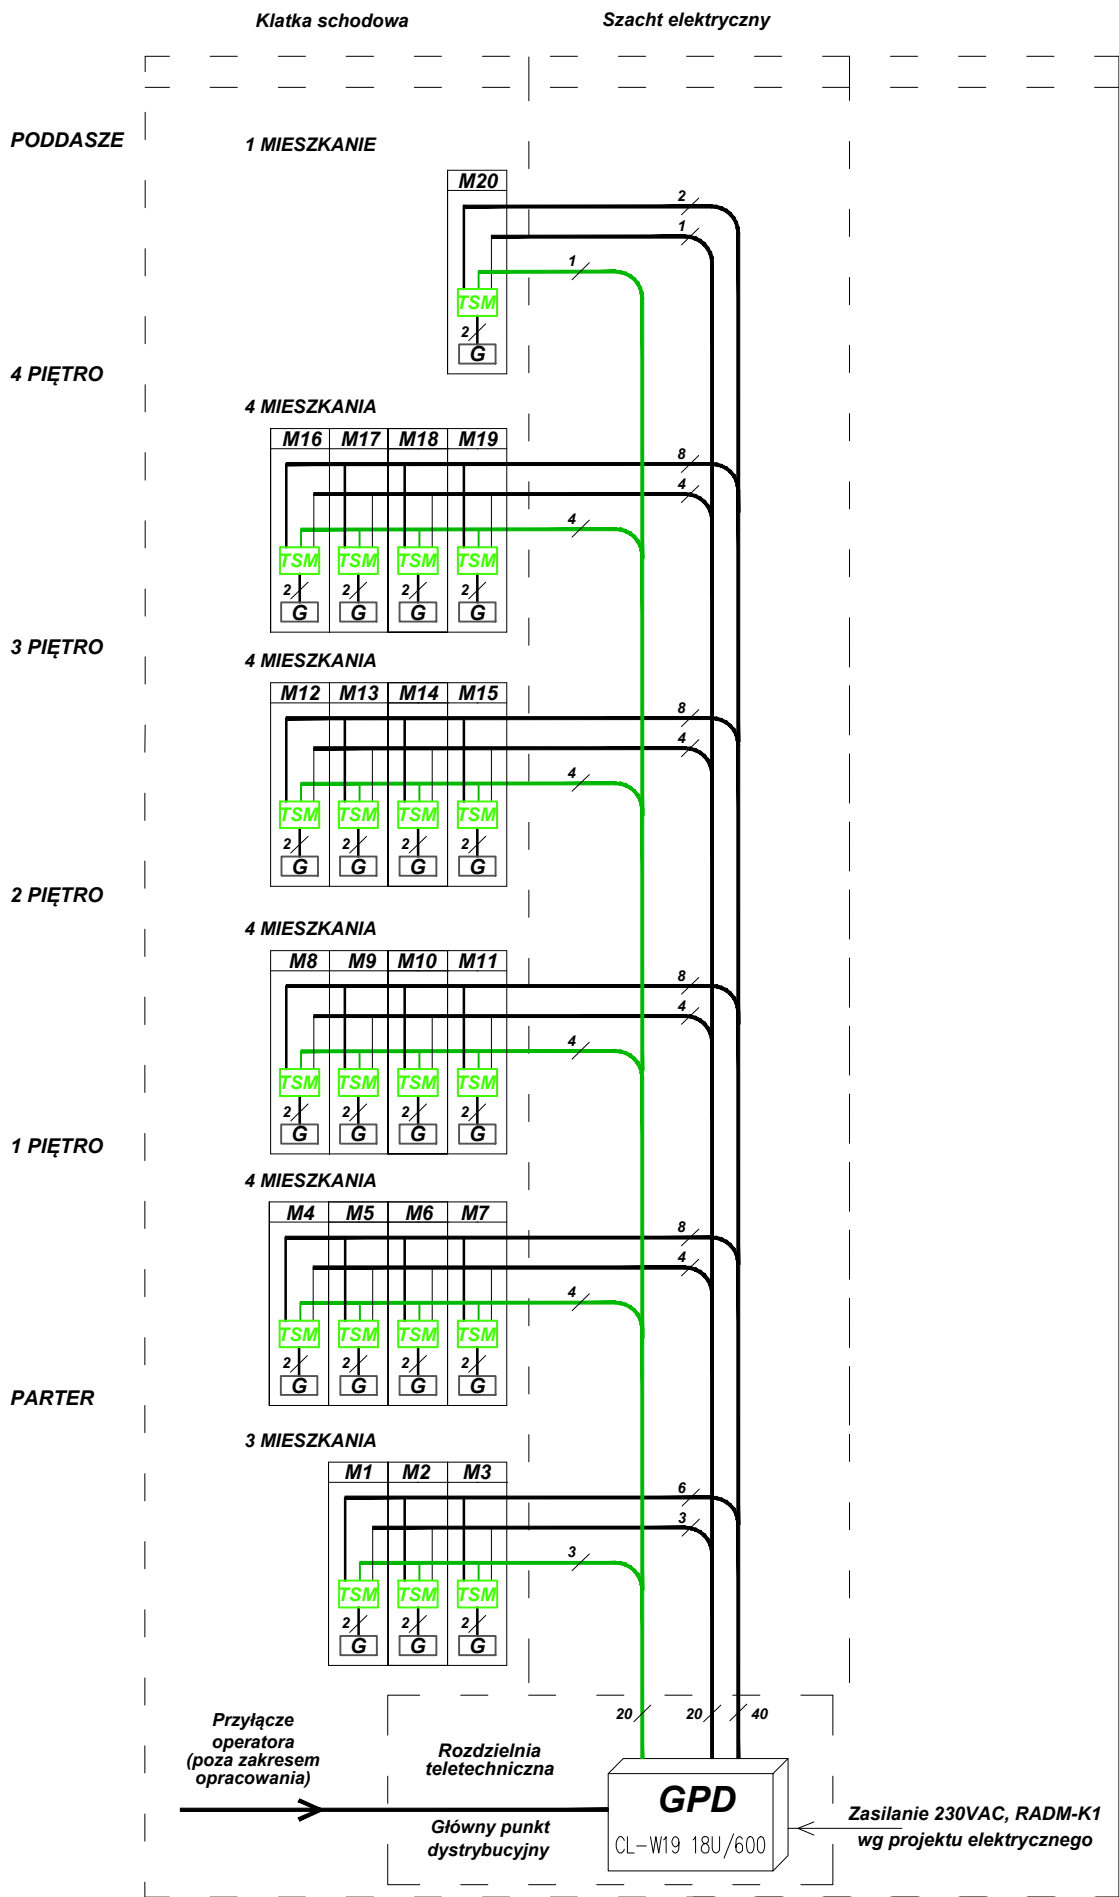 Klatka schodowa
Szacht elektryczny
PODDASZE
1 MIESZKANIE
M20
2
1
1
TSM
2
G
4 PIĘTRO
4 MIESZKANIA
M16 M17 M18 M19
8
4
4
TSM TSM TSM TSM
2 2 2 2
G G G G
3 PIĘTRO
4 MIESZKANIA
M12 M13 M14 M15
8
4
4
TSM TSM TSM TSM
2 2 2 2
G G G G
2 PIĘTRO
4 MIESZKANIA
M8 M9 M10 M11
8
4
4
TSM TSM TSM TSM
2 2 2 2
G G G G
1 PIĘTRO
4 MIESZKANIA
M4 M5 M6 M7
8
4
4
TSM TSM TSM TSM
2 2 2 2
G G G G
PARTER
3 MIESZKANIA
M1 M2 M3
6
3
3
TSM TSM TSM
2 2 2
G G G
20 20 40
Przyłącze
operatora
(poza zakresem
opracowania)
Rozdzielnia
teletechniczna
Główny punkt
dystrybucyjny
GPD
CL-W19 18U/600
Zasilanie 230VAC, RADM-K1
wg projektu elektrycznego